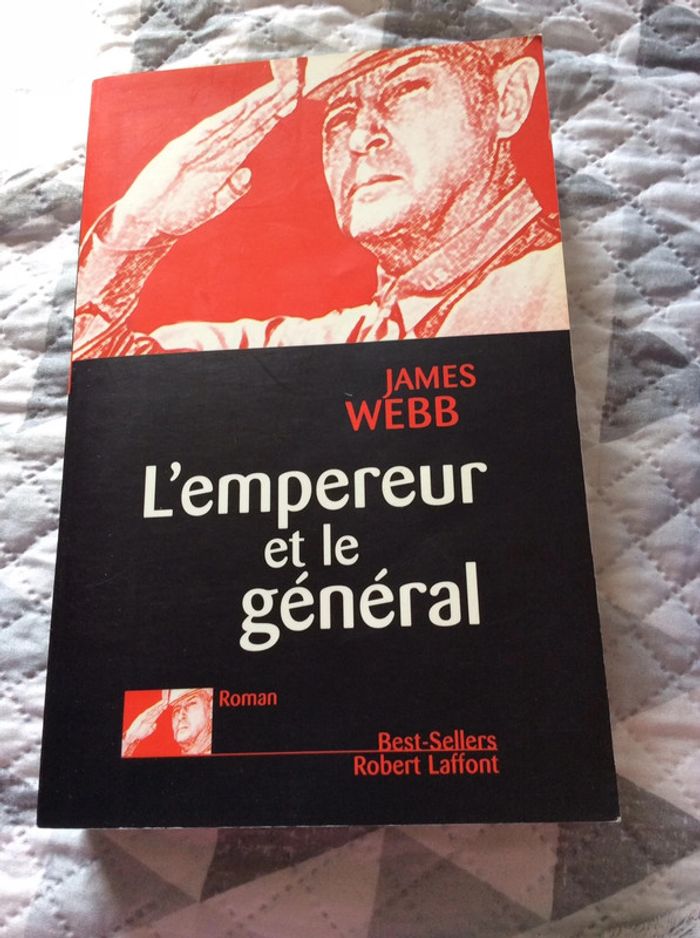 JAMES
WEBB
L'empereur
et le
général
Roman
Best-Sellers
Robert Laffont